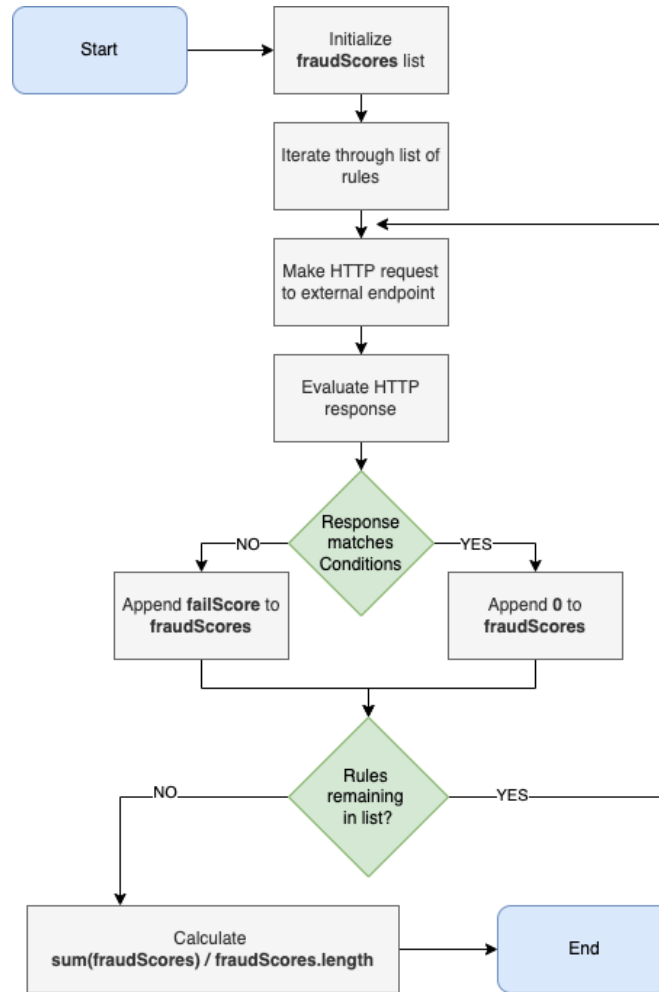 Start
Initialize
fraudScores list
Iterate through list of
rules
Make HTTP request
to external endpoint
Evaluate HTTP
response
Response
matches
Conditions
NO
YES
Append failScore to
fraudScores
Append 0 to
fraudScores
Rules
remaining
in list?
NO
YES
Calculate
sum(fraudScores) / fraudScores.length
End